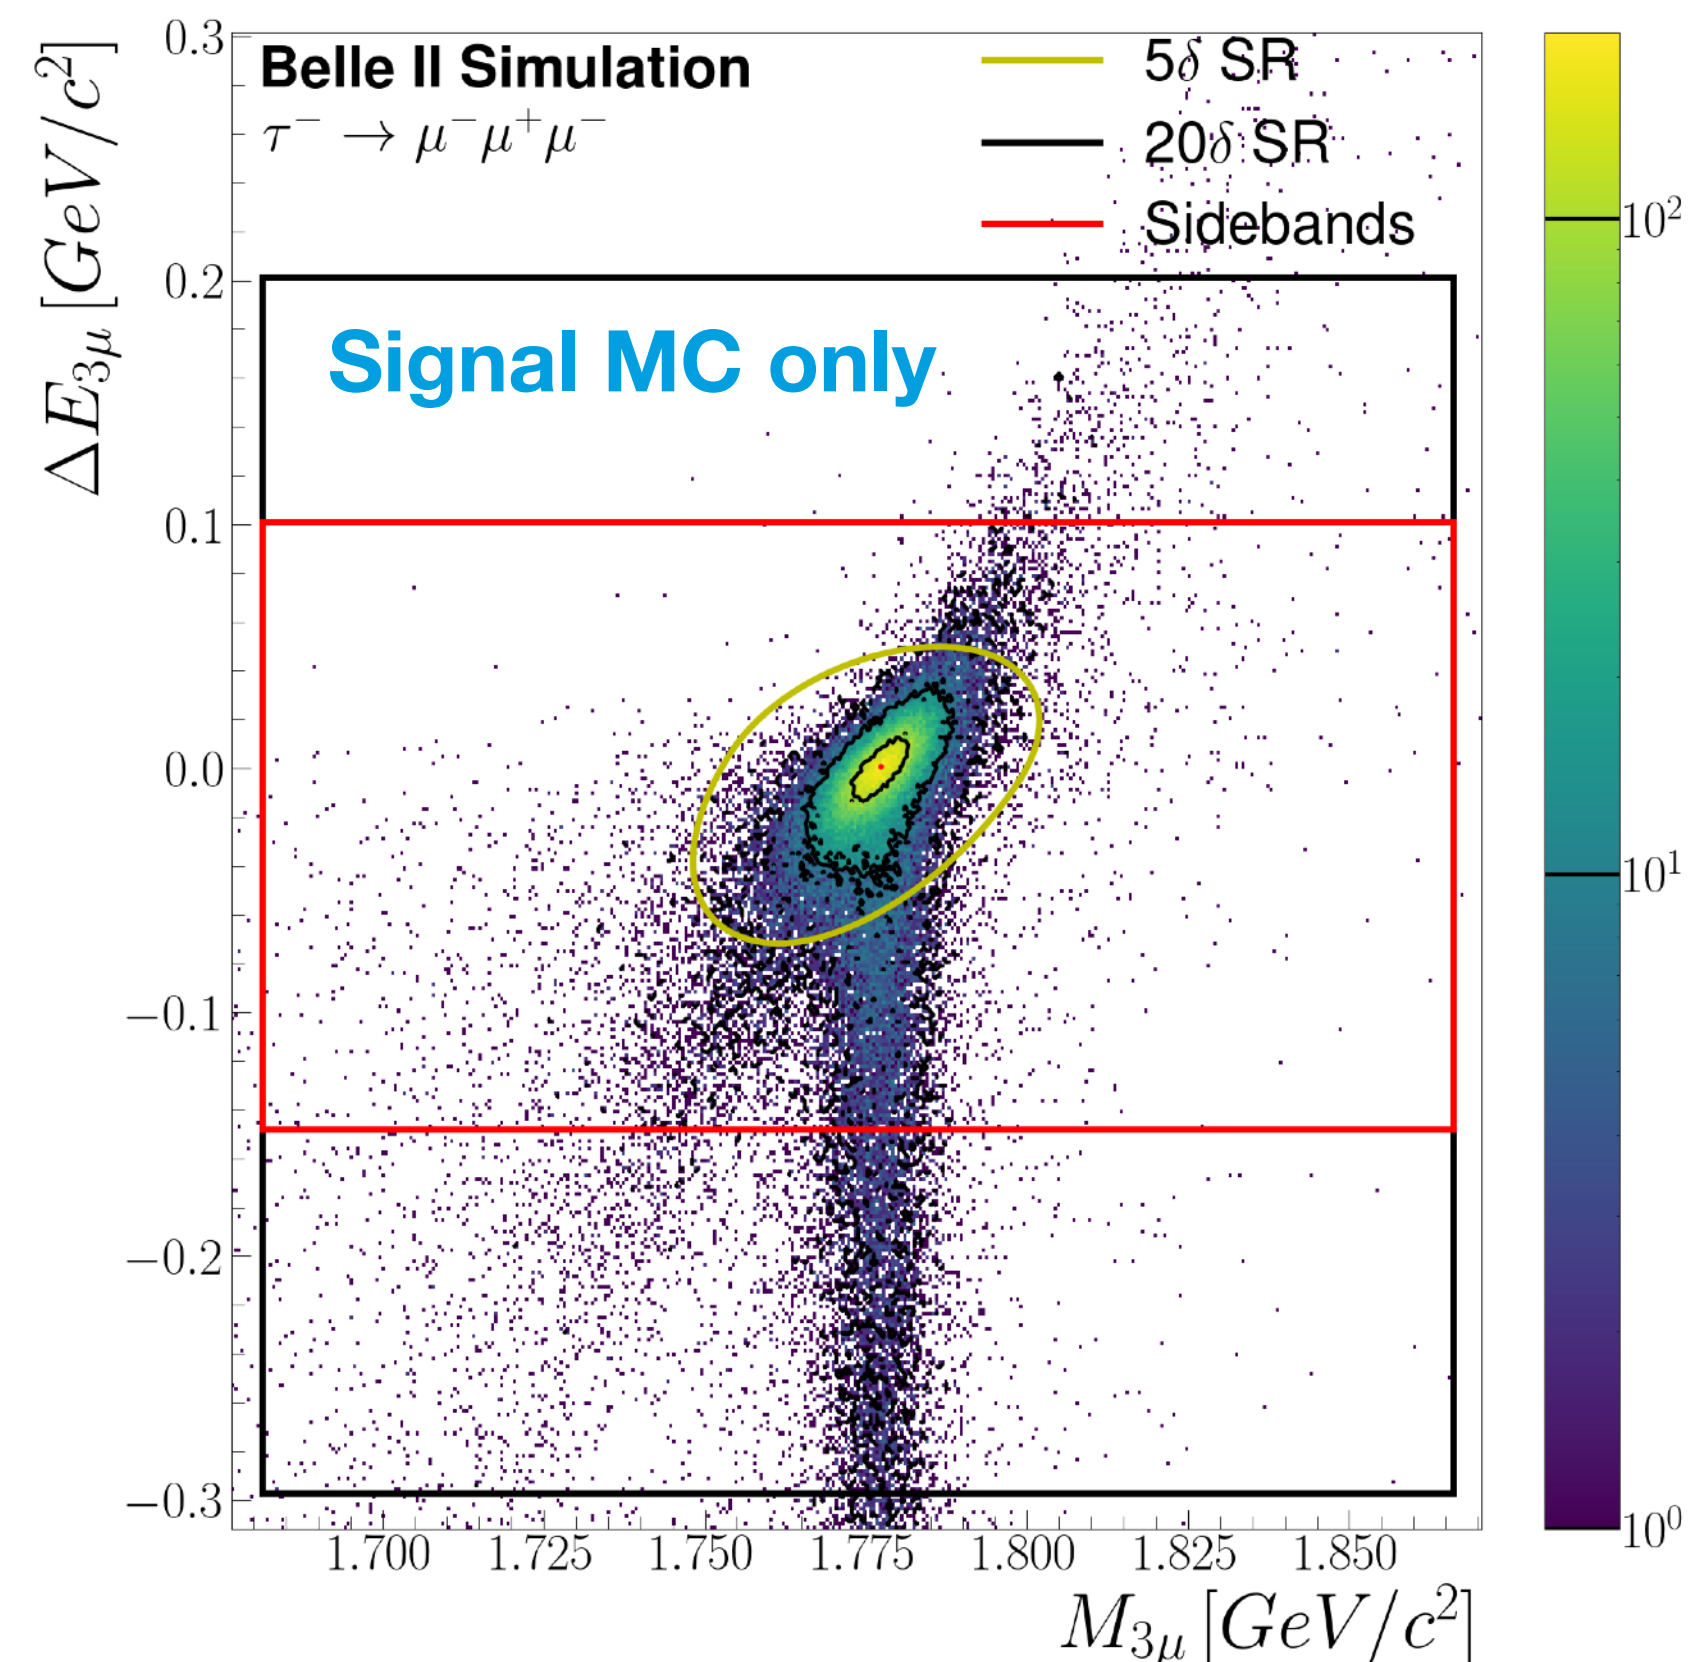 Belle II Simulation
τ⁻ → μ⁻μ⁺μ⁻
5δ SR
20δ SR
Sidebands
Signal MC only
ΔE₃μ [GeV/c²]
0.3
0.2
0.1
0.0
−0.1
−0.2
−0.3
1.700 1.725 1.750 1.775 1.800 1.825 1.850
M₃μ [GeV/c²]
10²
10¹
10⁰